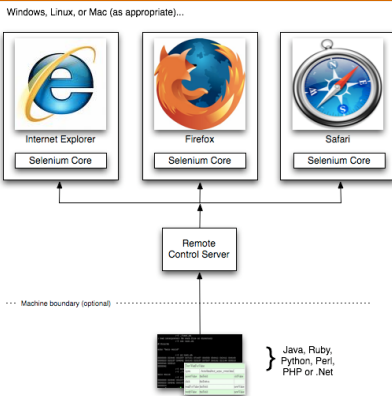 Windows, Linux, or Mac (as appropriate)...
Internet Explorer
Selenium Core
Firefox
Selenium Core
Safari
Selenium Core
Remote
Control Server
Machine boundary (optional)
Java, Ruby,
Python, Perl,
PHP or .Net